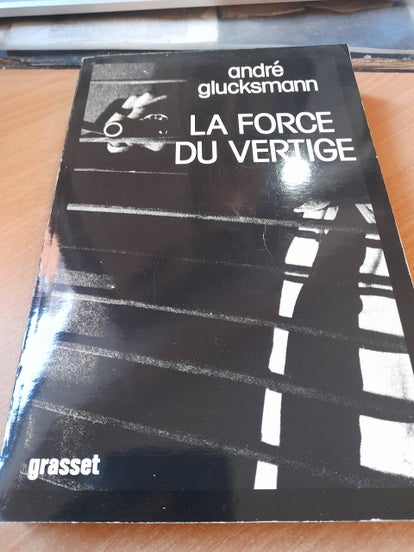 andré
glucksmann
LA FORCE
DU VERTIGE
grasset